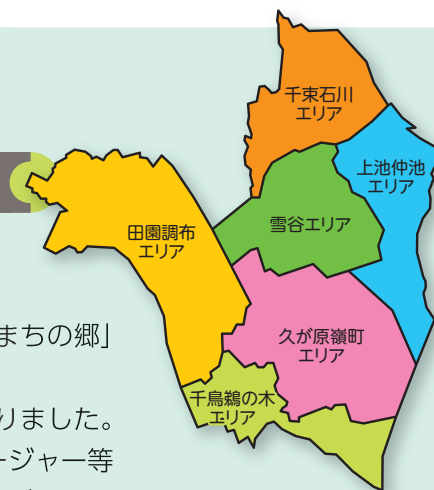 千束石川
エリア
上池仲池
エリア
雪谷エリア
田園調布
エリア
久が原嶺町
エリア
千鳥鵜の木
エリア
まちの郷」
りました。
ージャー等